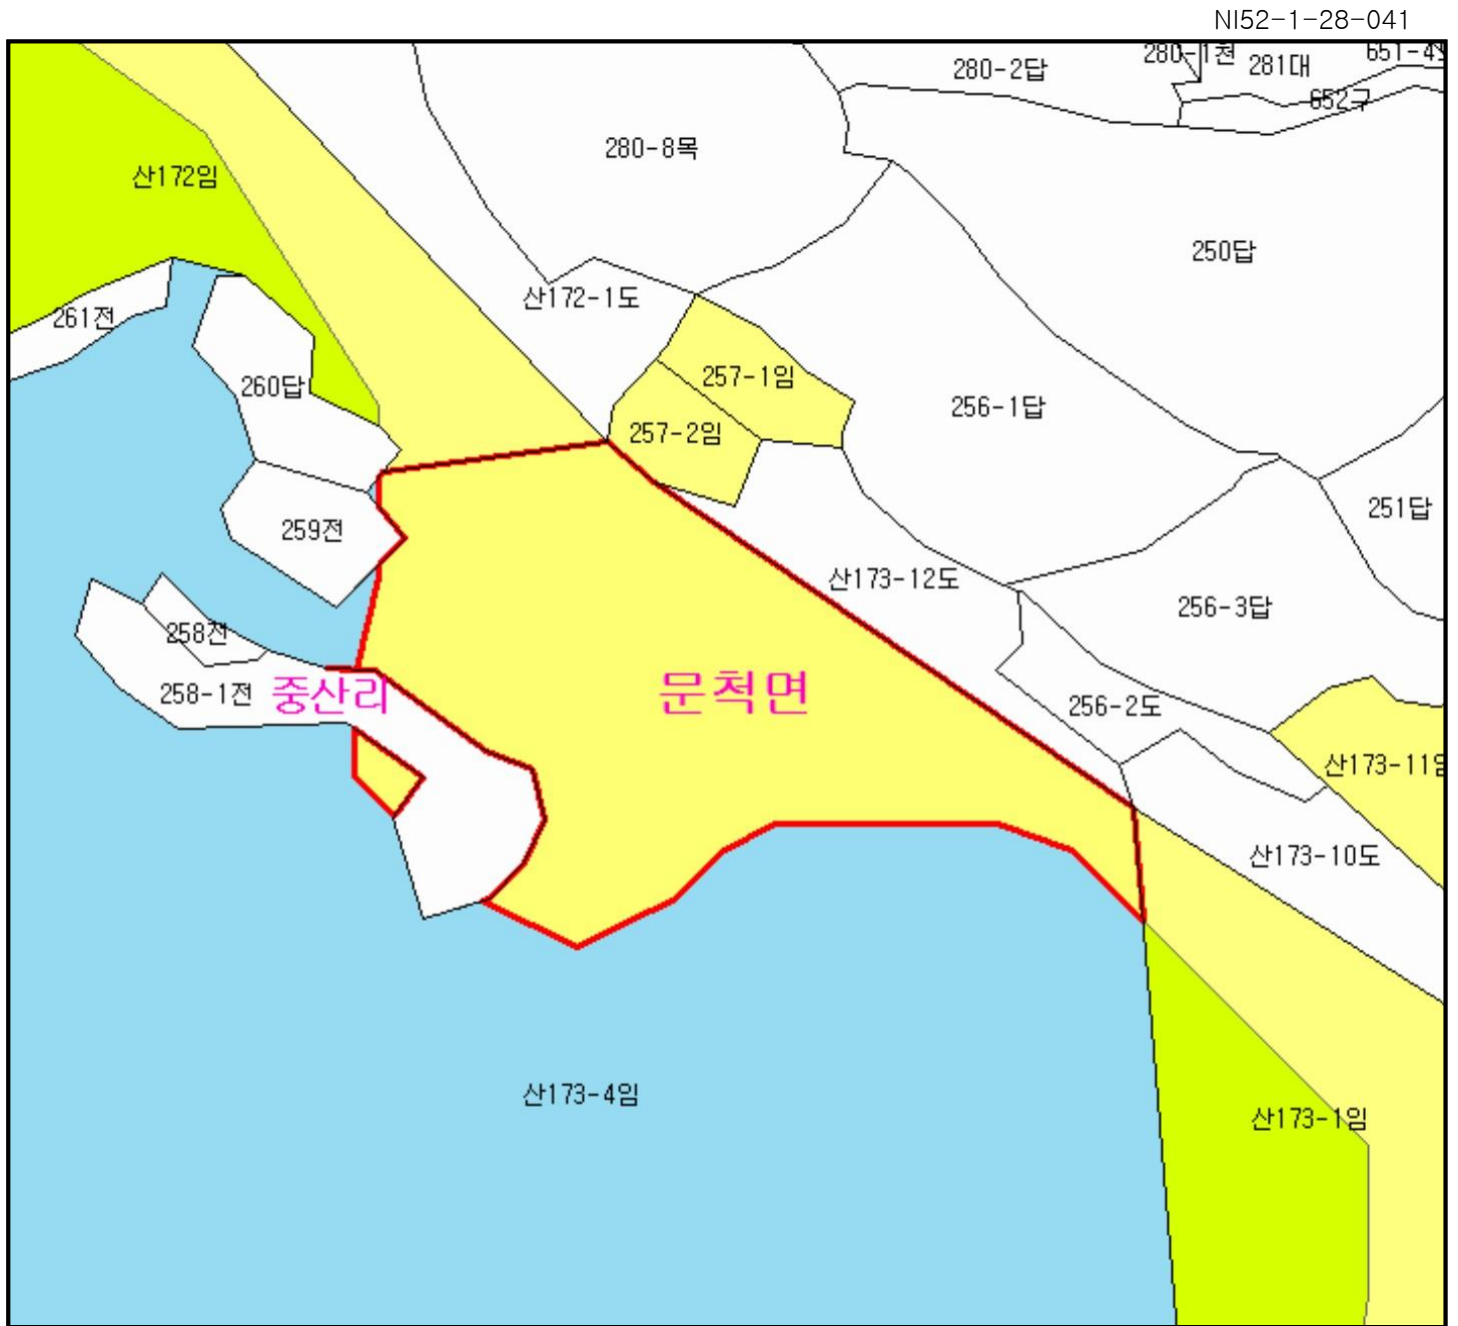 NI52-1-28-041
280-1천
651-4
280-2답
281대
652구
280-8목
산172임
250답
산172-1도
261전
257-1임
260답
256-1답
257-2임
251답
259전
산173-12도
256-3답
258전
258-1전
중산리
문척면
256-2도
산173-11임
산173-10도
산173-4임
산173-1임